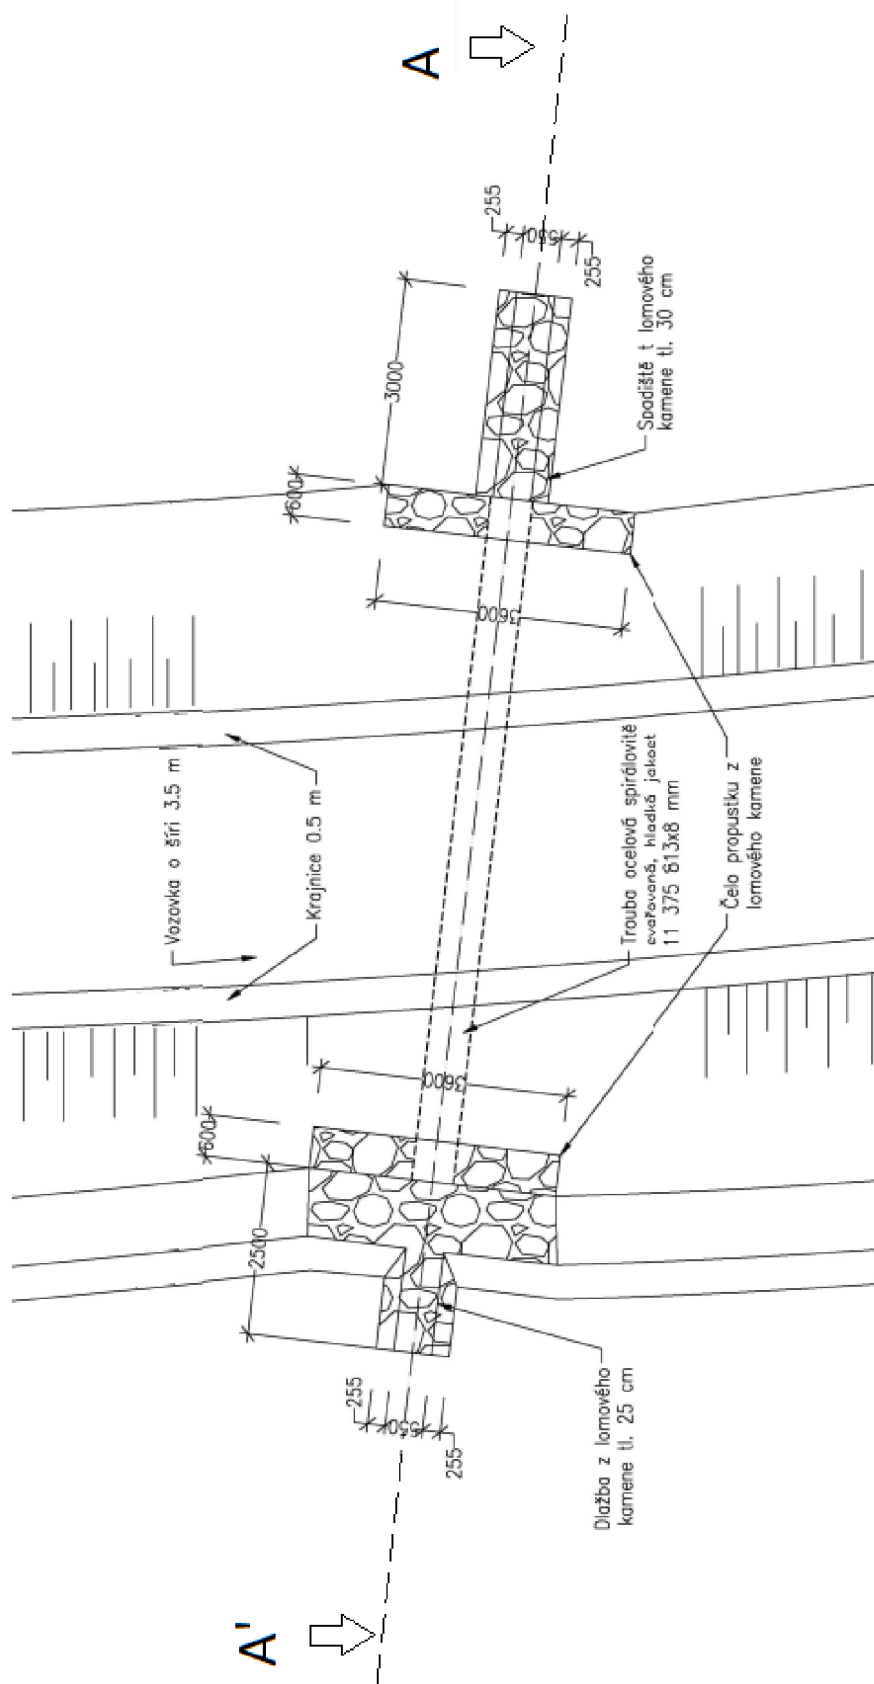 A
A'
255
550
255
3000
600
3600
Spadiště t lomového
kamene tl. 30 cm
Vozovka o šíři 3.5 m
Krajnice 0.5 m
Trouba ocelová spirálovitě
svařovaná, hladká jakost
11 375 613x8 mm
Čelo propustku z
lomového kamene
3600
600
2500
255
550
255
Dlažba z lomového
kamene tl. 25 cm